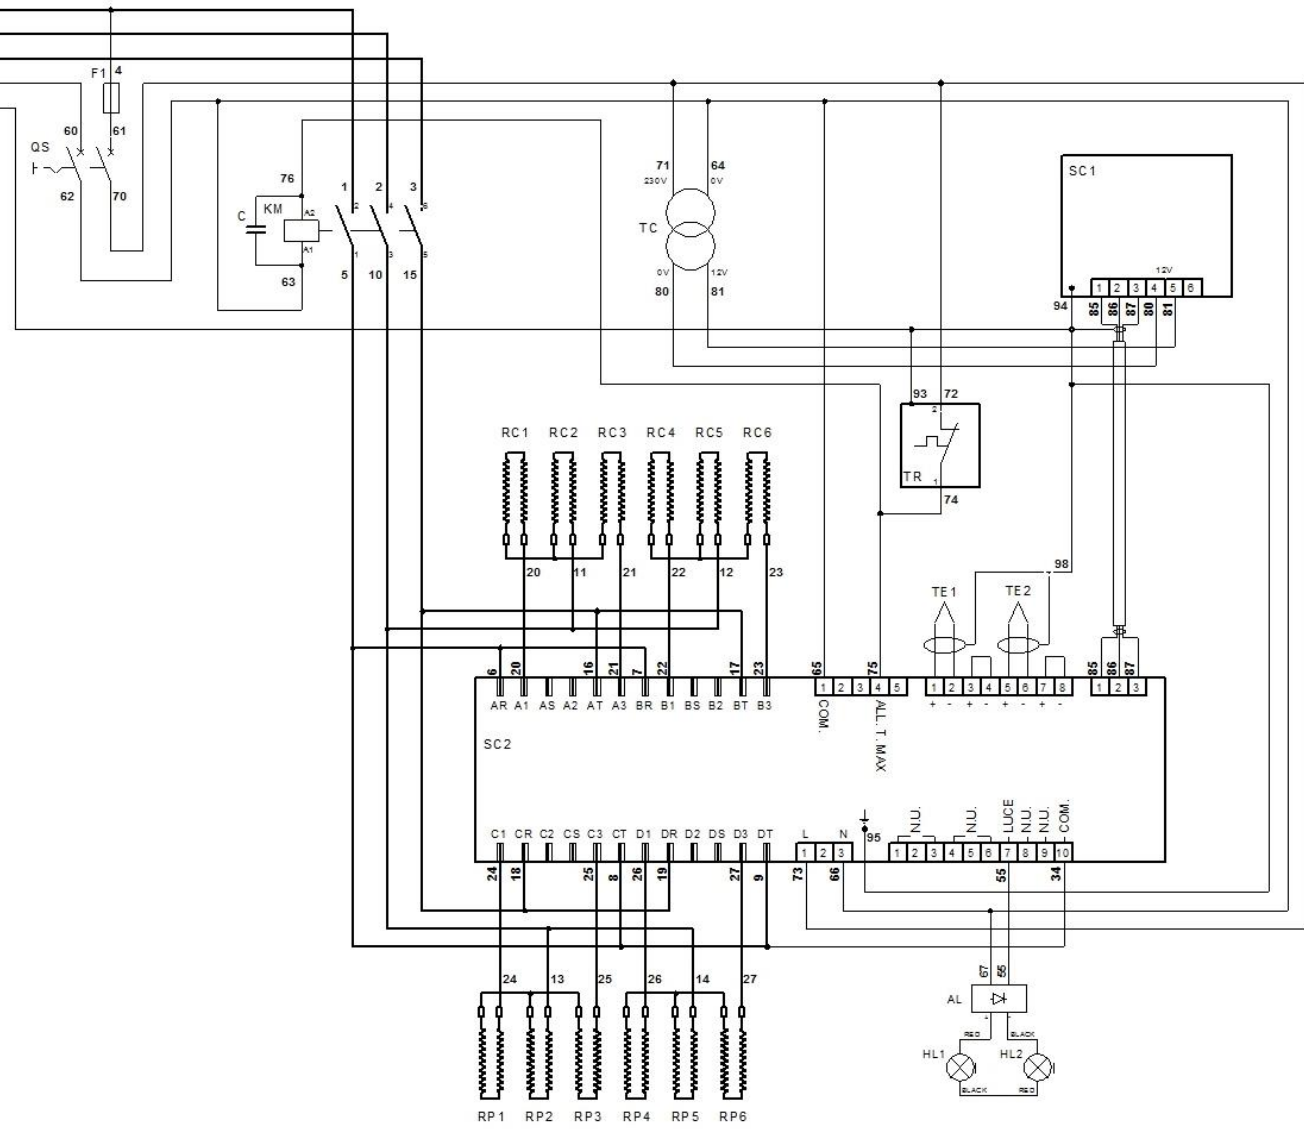 F1 4
60 61
QS
62 70
76
C KM A2
A1
63
1 2 3
2 4 6
1 3 5
5 10 15
71 64
230V 0V
TC
0V 12V
80 81
SC1
12V
1 2 3 4 5 6
94 85 86 87 80 81
93 72
2
TR 1
74
RC1 RC2 RC3 RC4 RC5 RC6
20 11 21 22 12 23
98
TE1 TE2
6 20 16 21 7 22 17 23 65 75 85 86 87
AR A1 AS A2 AT A3 BR B1 BS B2 BT B3
1 2 3 4 5
1 2 3 4 5 6 7 8
+ - + - + - + -
1 2 3
COM.
ALL. T. MAX
SC2
C1 CR C2 CS C3 CT D1 DR D2 DS D3 DT
L N
95
N.U. N.U. LUCE N.U. N.U. COM.
1 2 3
1 2 3 4 5 6 7 8 9 10
24 18 25 8 26 19 27 9 73 66 55 34
24 13 25 26 14 27
67 55
AL
+ -
RED BLACK
HL1 HL2
BLACK RED
RP1 RP2 RP3 RP4 RP5 RP6